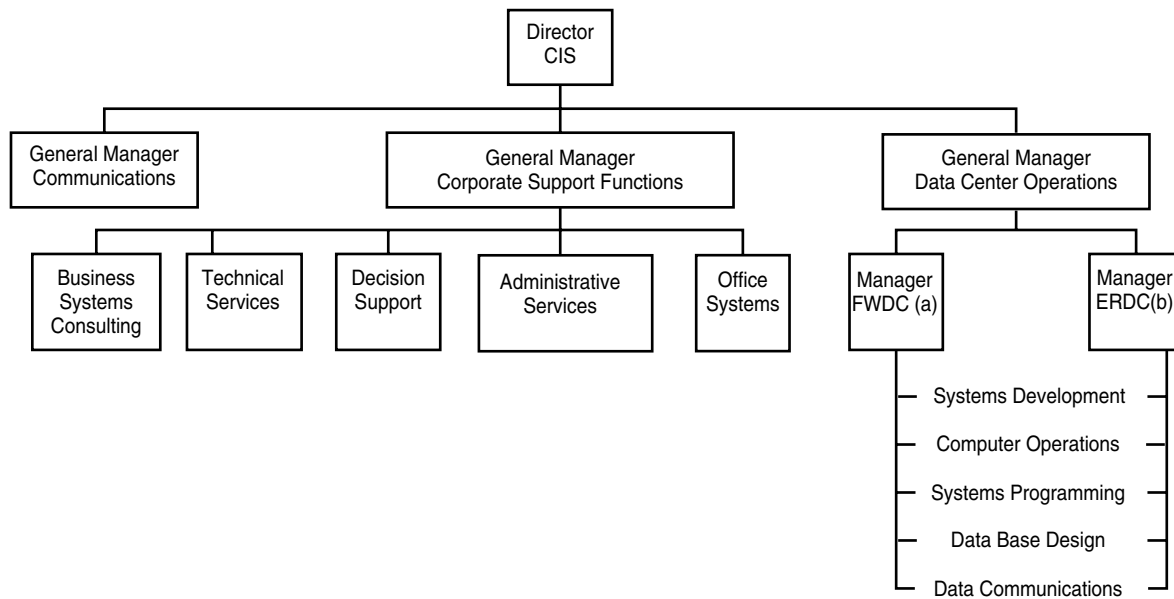 Director
CIS
General Manager
Communications
General Manager
Corporate Support Functions
General Manager
Data Center Operations
Business
Systems
Consulting
Technical
Services
Decision
Support
Administrative
Services
Office
Systems
Manager
FWDC (a)
Manager
ERDC(b)
Systems Development
Computer Operations
Systems Programming
Data Base Design
Data Communications